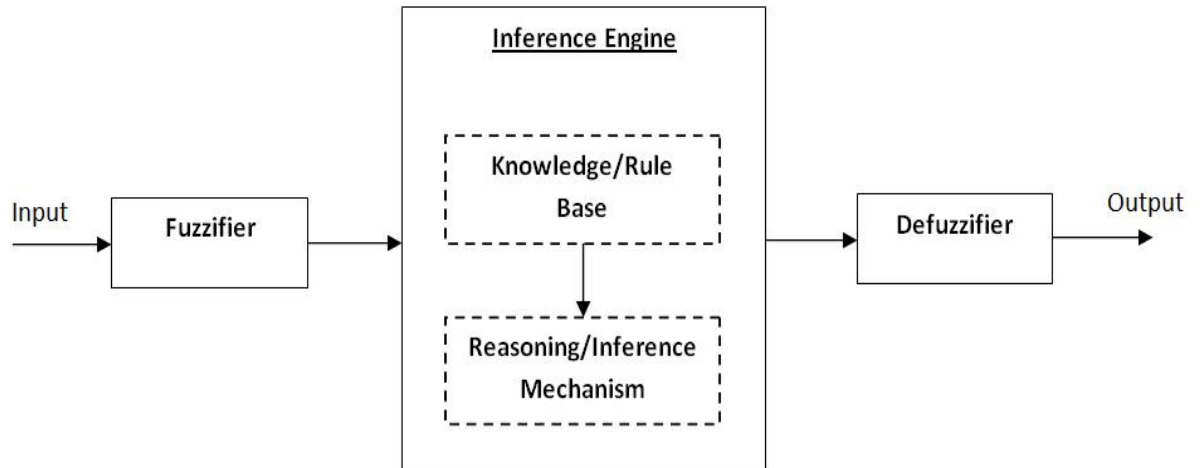 Inference Engine
Knowledge/Rule
Base
Input
Fuzzifier
Defuzzifier
Output
Reasoning/Inference
Mechanism